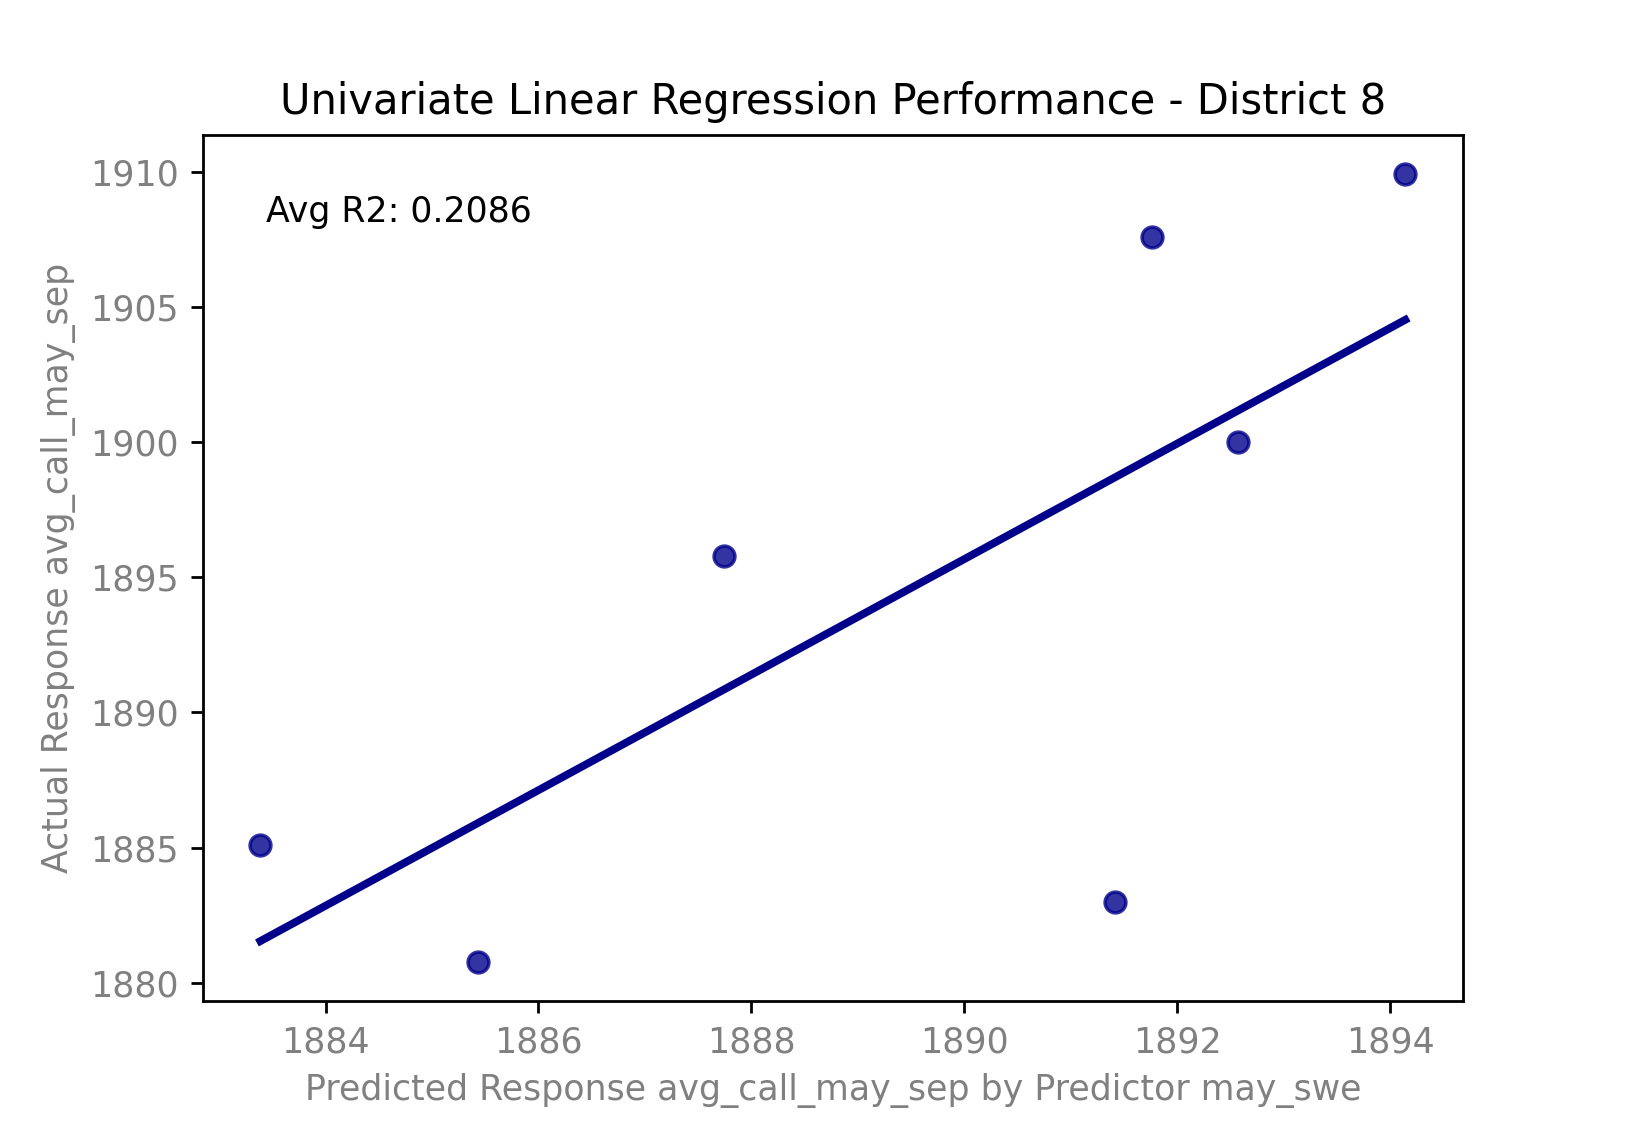 Univariate Linear Regression Performance - District 8
Avg R2: 0.2086
Actual Response avg_call_may_sep
1910
1905
1900
1895
1890
1885
1880
1884 1886 1888 1890 1892 1894
Predicted Response avg_call_may_sep by Predictor may_swe